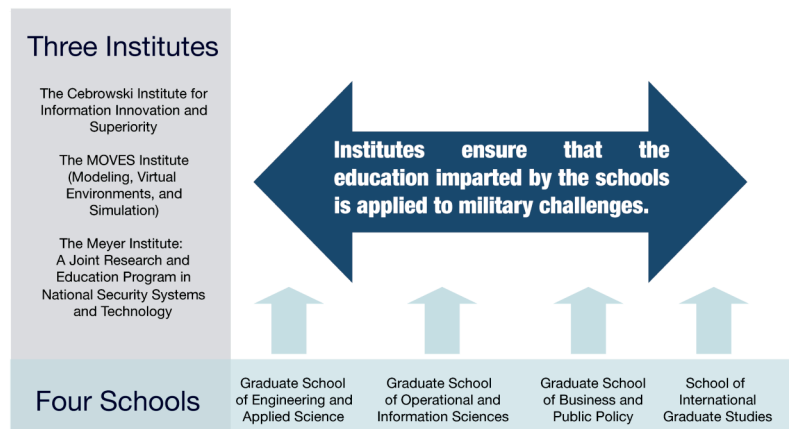 Three Institutes
The Cebrowski Institute for
Information Innovation and
Superiority
The MOVES Institute
(Modeling, Virtual
Environments, and
Simulation)
The Meyer Institute:
A Joint Research and
Education Program in
National Security Systems
and Technology
Institutes ensure that the
education imparted by the schools
is applied to military challenges.
Four Schools
Graduate School
of Engineering and
Applied Science
Graduate School
of Operational and
Information Sciences
Graduate School
of Business and
Public Policy
School of
International
Graduate Studies